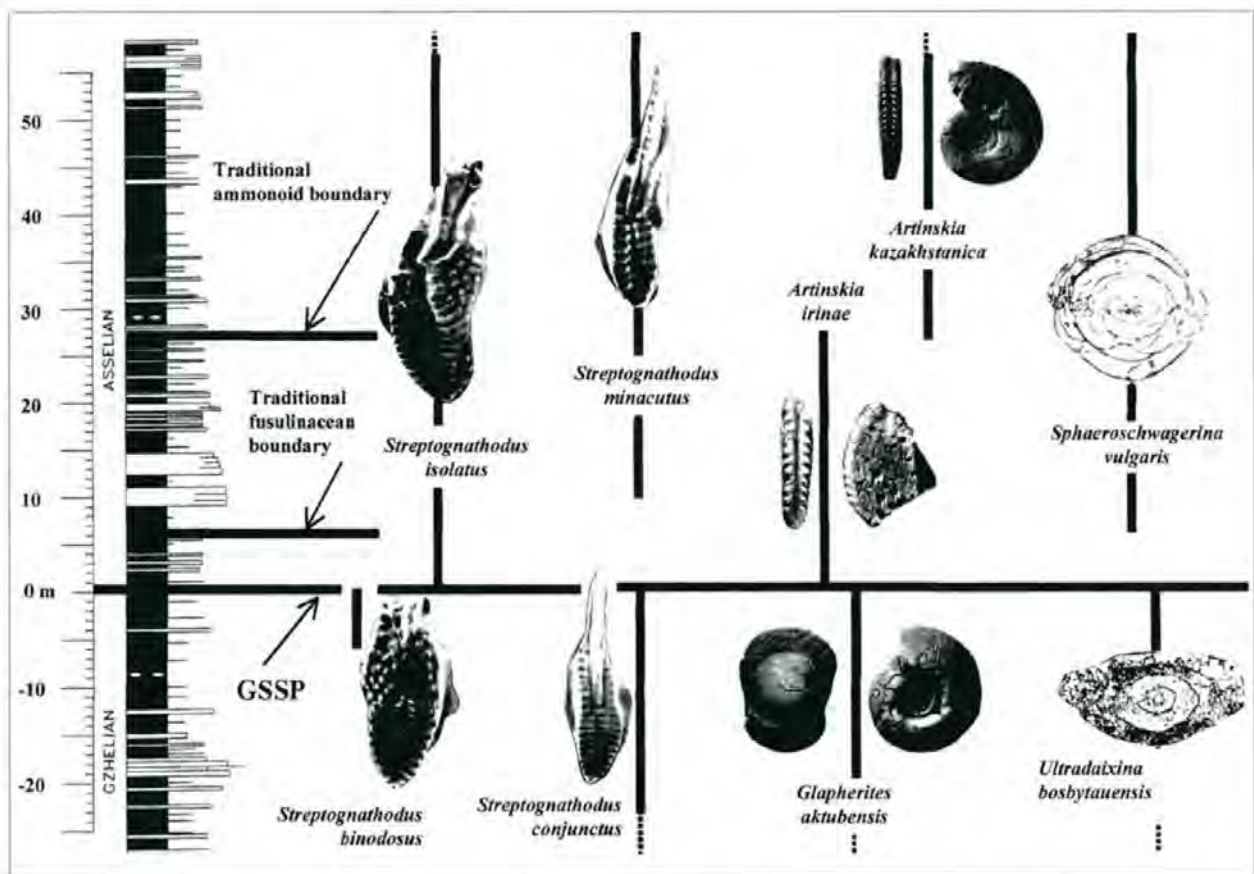 50
40
30
20
10
0 m
-10
-20
ASSELIAN
GZHELIAN
Traditional
ammonoid boundary
Traditional
fusulinacean
boundary
GSSP
Streptognathodus
isolatus
Streptognathodus
minacutus
Artinskia
kazakhstanica
Artinskia
irinae
Sphaeroschwagerina
vulgaris
Streptognathodus
binodosus
Streptognathodus
conjunctus
Glapherites
aktubensis
Ultradaixina
bosbytauensis